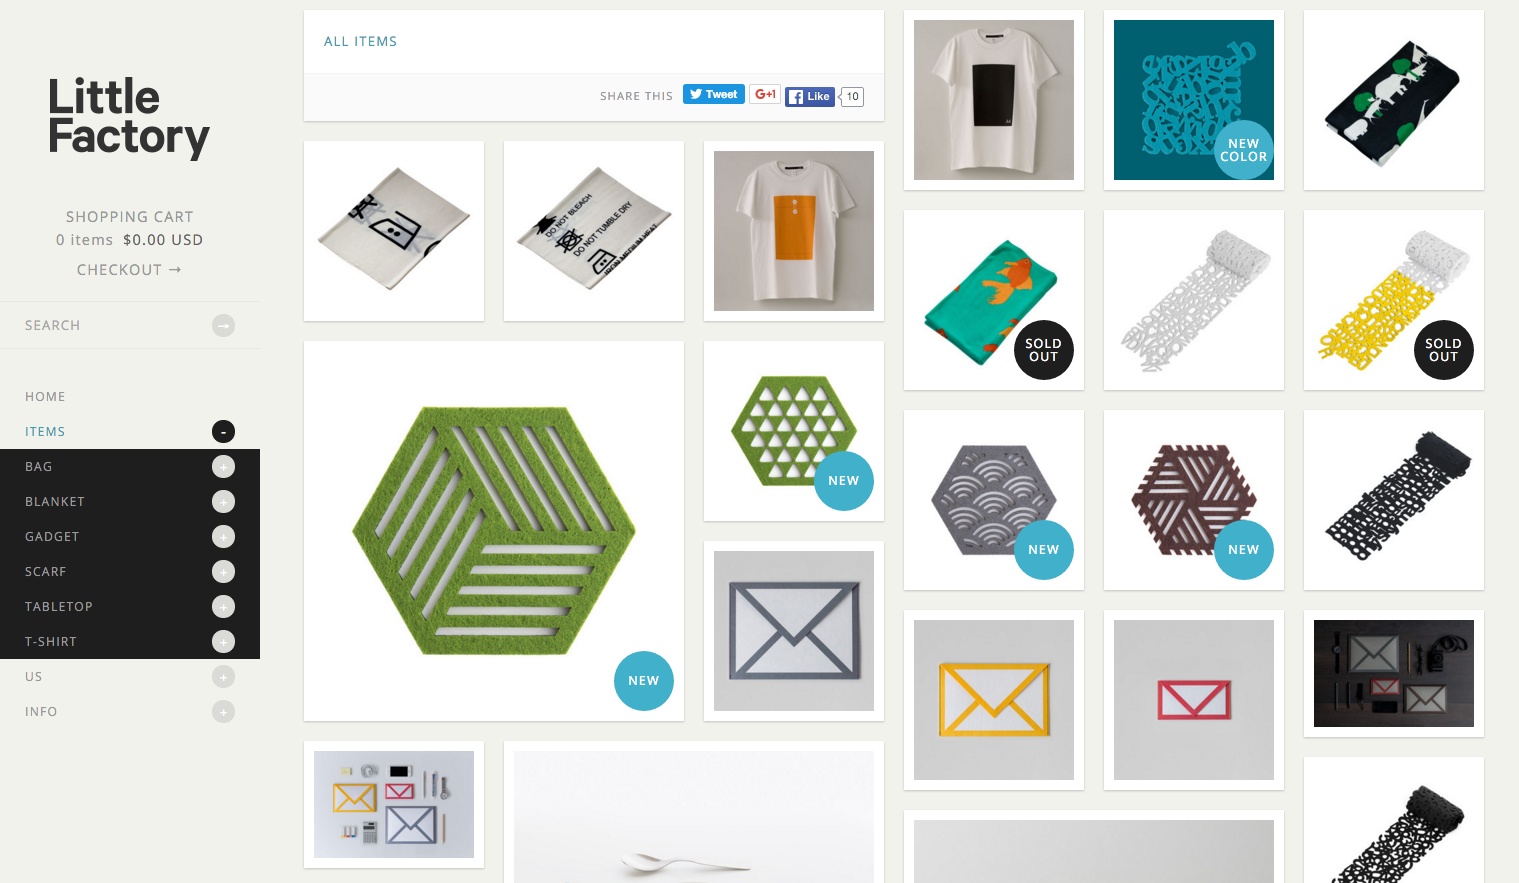 Little
Factory
SHOPPING CART
0 items $0.00 USD
CHECKOUT →
SEARCH
HOME
ITEMS
BAG
BLANKET
GADGET
SCARF
TABLETOP
T-SHIRT
US
INFO
ALL ITEMS
SHARE THIS
Tweet
G+1
Like
10
DO NOT BLEACH
DO NOT TUMBLE DRY
NEW
COLOR
SOLD
OUT
SOLD
OUT
NEW
NEW
NEW
NEW